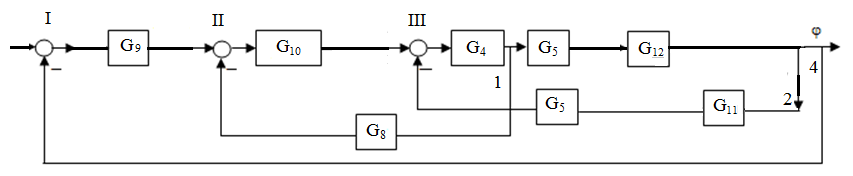 I II III φ
G9 G10 G4 G5 G12
1 2 4
G5 G11
G8
− − −